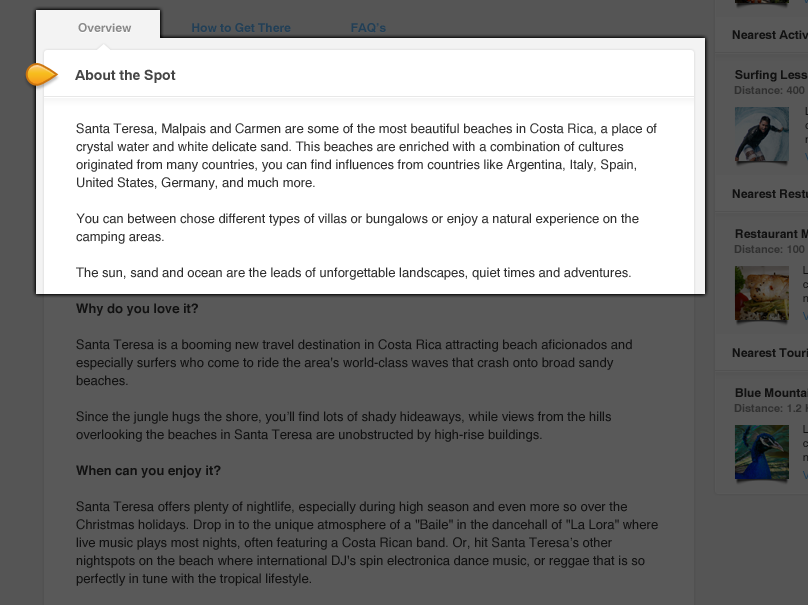 Overview
How to Get There
FAQ's
About the Spot
Santa Teresa, Malpais and Carmen are some of the most beautiful beaches in Costa Rica, a place of
crystal water and white delicate sand. This beaches are enriched with a combination of cultures
originated from many countries, you can find influences from countries like Argentina, Italy, Spain,
United States, Germany, and much more.
You can between chose different types of villas or bungalows or enjoy a natural experience on the
camping areas.
The sun, sand and ocean are the leads of unforgettable landscapes, quiet times and adventures.
Why do you love it?
Santa Teresa is a booming new travel destination in Costa Rica attracting beach aficionados and
especially surfers who come to ride the area's world-class waves that crash onto broad sandy
beaches.
Since the jungle hugs the shore, you'll find lots of shady hideaways, while views from the hills
overlooking the beaches in Santa Teresa are unobstructed by high-rise buildings.
When can you enjoy it?
Santa Teresa offers plenty of nightlife, especially during high season and even more so over the
Christmas holidays. Drop in to the unique atmosphere of a "Baile" in the dancehall of "La Lora" where
live music plays most nights, often featuring a Costa Rican band. Or, hit Santa Teresa's other
nightspots on the beach where international DJ's spin electronica dance music, or reggae that is so
perfectly in tune with the tropical lifestyle.
Nearest Activ
Surfing Less
Distance: 400
Nearest Resta
Restaurant M
Distance: 100
Nearest Touri
Blue Mounta
Distance: 1.2